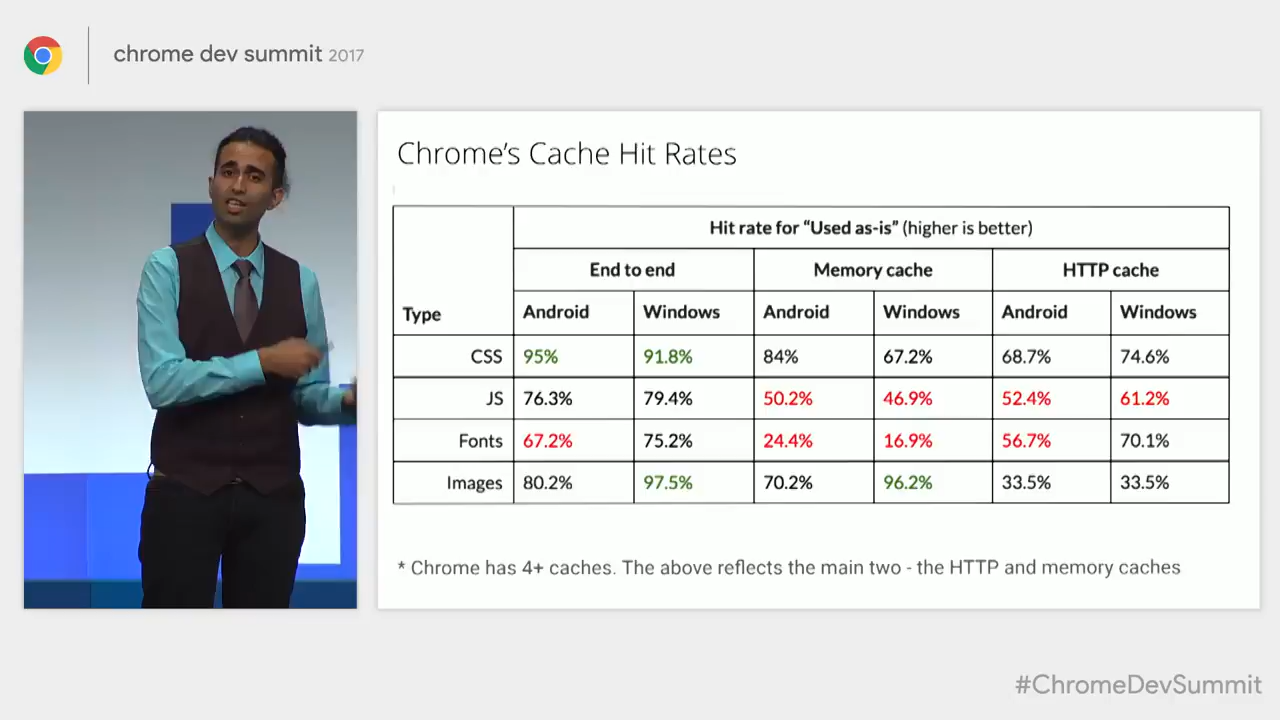 chrome dev summit 2017
Chrome's Cache Hit Rates
Hit rate for “Used as-is” (higher is better)
End to end Memory cache HTTP cache
Type Android Windows Android Windows Android Windows
CSS 95% 91.8% 84% 67.2% 68.7% 74.6%
JS 76.3% 79.4% 50.2% 46.9% 52.4% 61.2%
Fonts 67.2% 75.2% 24.4% 16.9% 56.7% 70.1%
Images 80.2% 97.5% 70.2% 96.2% 33.5% 33.5%
* Chrome has 4+ caches. The above reflects the main two - the HTTP and memory caches
#ChromeDevSummit